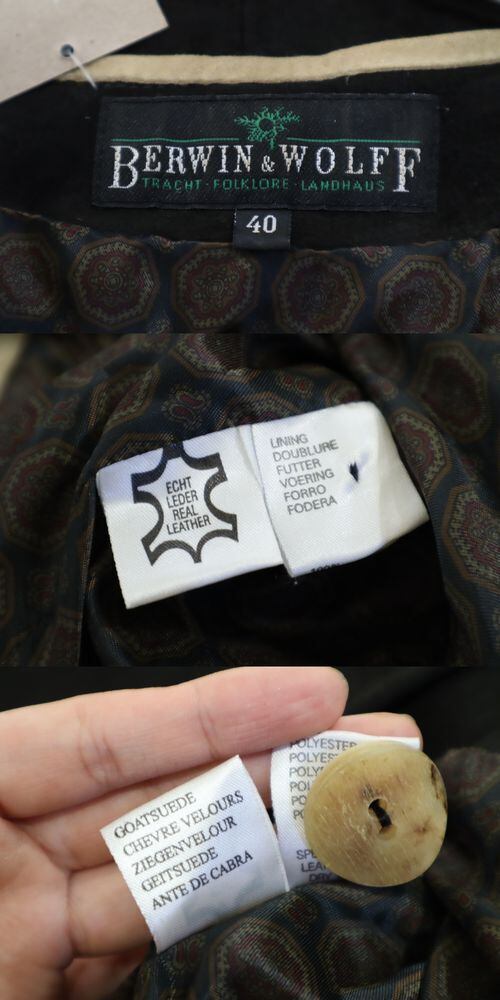 BERWIN & WOLFF
TRACHT · FOLKLORE · LANDHAUS
40
ECHT
LEDER
REAL
LEATHER
LINING
DOUBLURE
FUTTER
VOERING
FORRO
FODERA
GOATSUEDE
CHEVRE VELOURS
ZIEGENVELOUR
GEITSUEDE
ANTE DE CABRA
POLYESTER